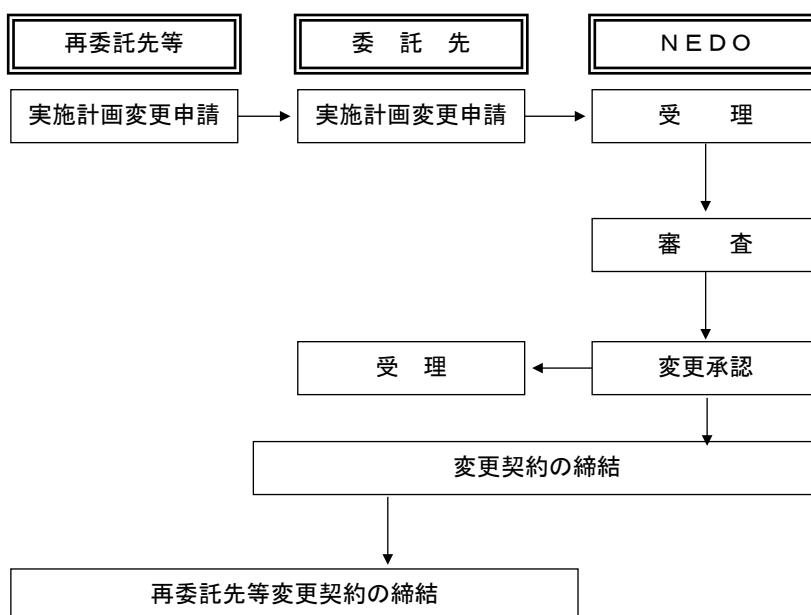 再委託先等
委　託　先
ＮＥＤＯ
実施計画変更申請
実施計画変更申請
受　　理
審　　査
受　理
変更承認
変更契約の締結
再委託先等変更契約の締結